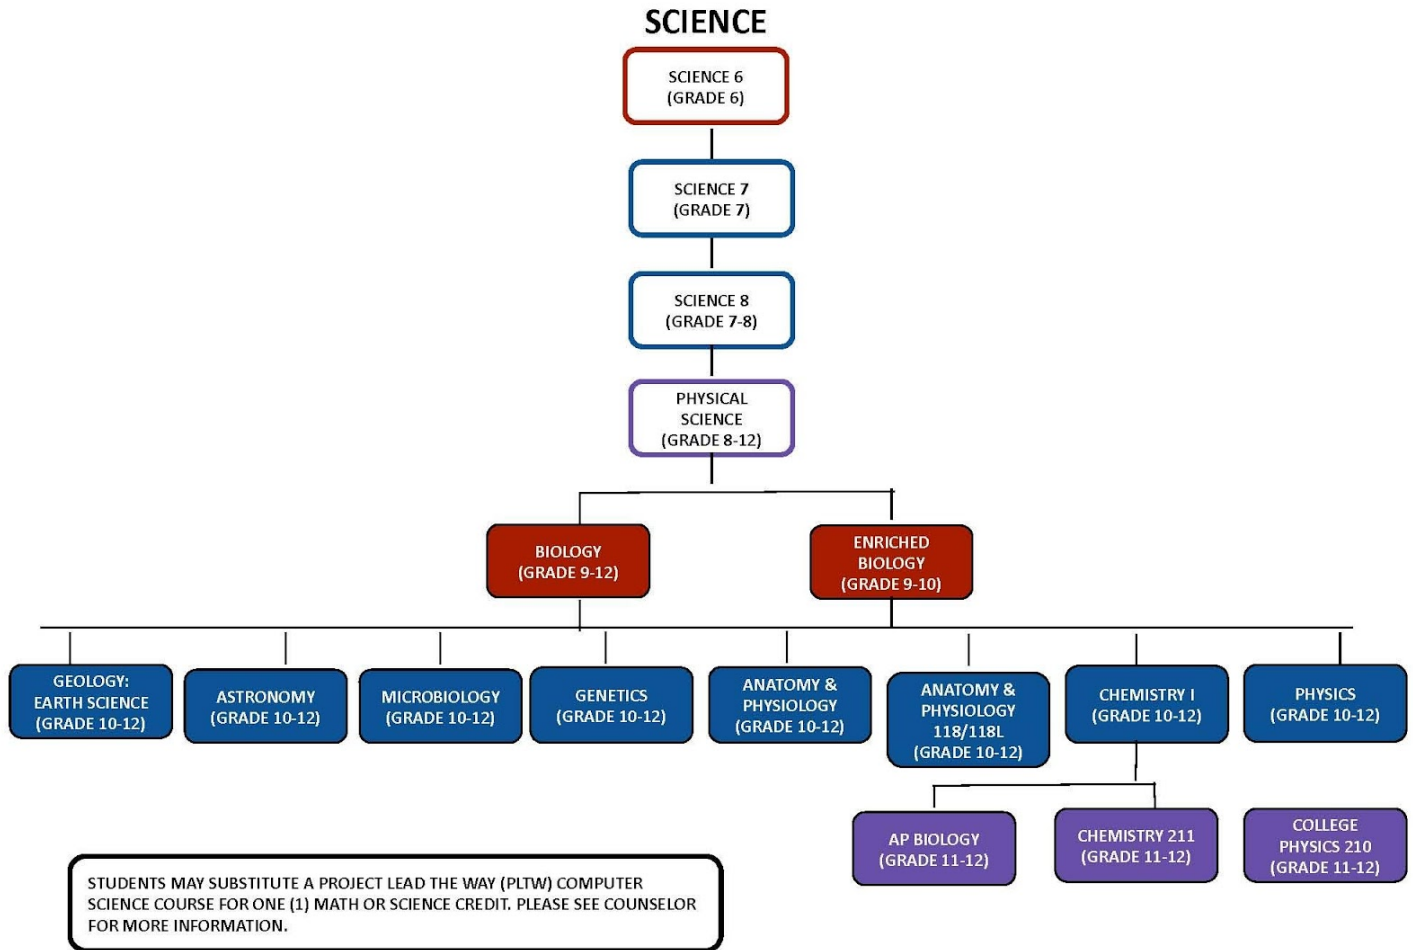 SCIENCE
SCIENCE 6
(GRADE 6)
SCIENCE 7
(GRADE 7)
SCIENCE 8
(GRADE 7-8)
PHYSICAL
SCIENCE
(GRADE 8-12)
BIOLOGY
(GRADE 9-12)
ENRICHED
BIOLOGY
(GRADE 9-10)
GEOLOGY:
EARTH SCIENCE
(GRADE 10-12)
ASTRONOMY
(GRADE 10-12)
MICROBIOLOGY
(GRADE 10-12)
GENETICS
(GRADE 10-12)
ANATOMY &
PHYSIOLOGY
(GRADE 10-12)
ANATOMY &
PHYSIOLOGY
118/118L
(GRADE 10-12)
CHEMISTRY I
(GRADE 10-12)
PHYSICS
(GRADE 10-12)
AP BIOLOGY
(GRADE 11-12)
CHEMISTRY 211
(GRADE 11-12)
COLLEGE
PHYSICS 210
(GRADE 11-12)
STUDENTS MAY SUBSTITUTE A PROJECT LEAD THE WAY (PLTW) COMPUTER
SCIENCE COURSE FOR ONE (1) MATH OR SCIENCE CREDIT. PLEASE SEE COUNSELOR
FOR MORE INFORMATION.